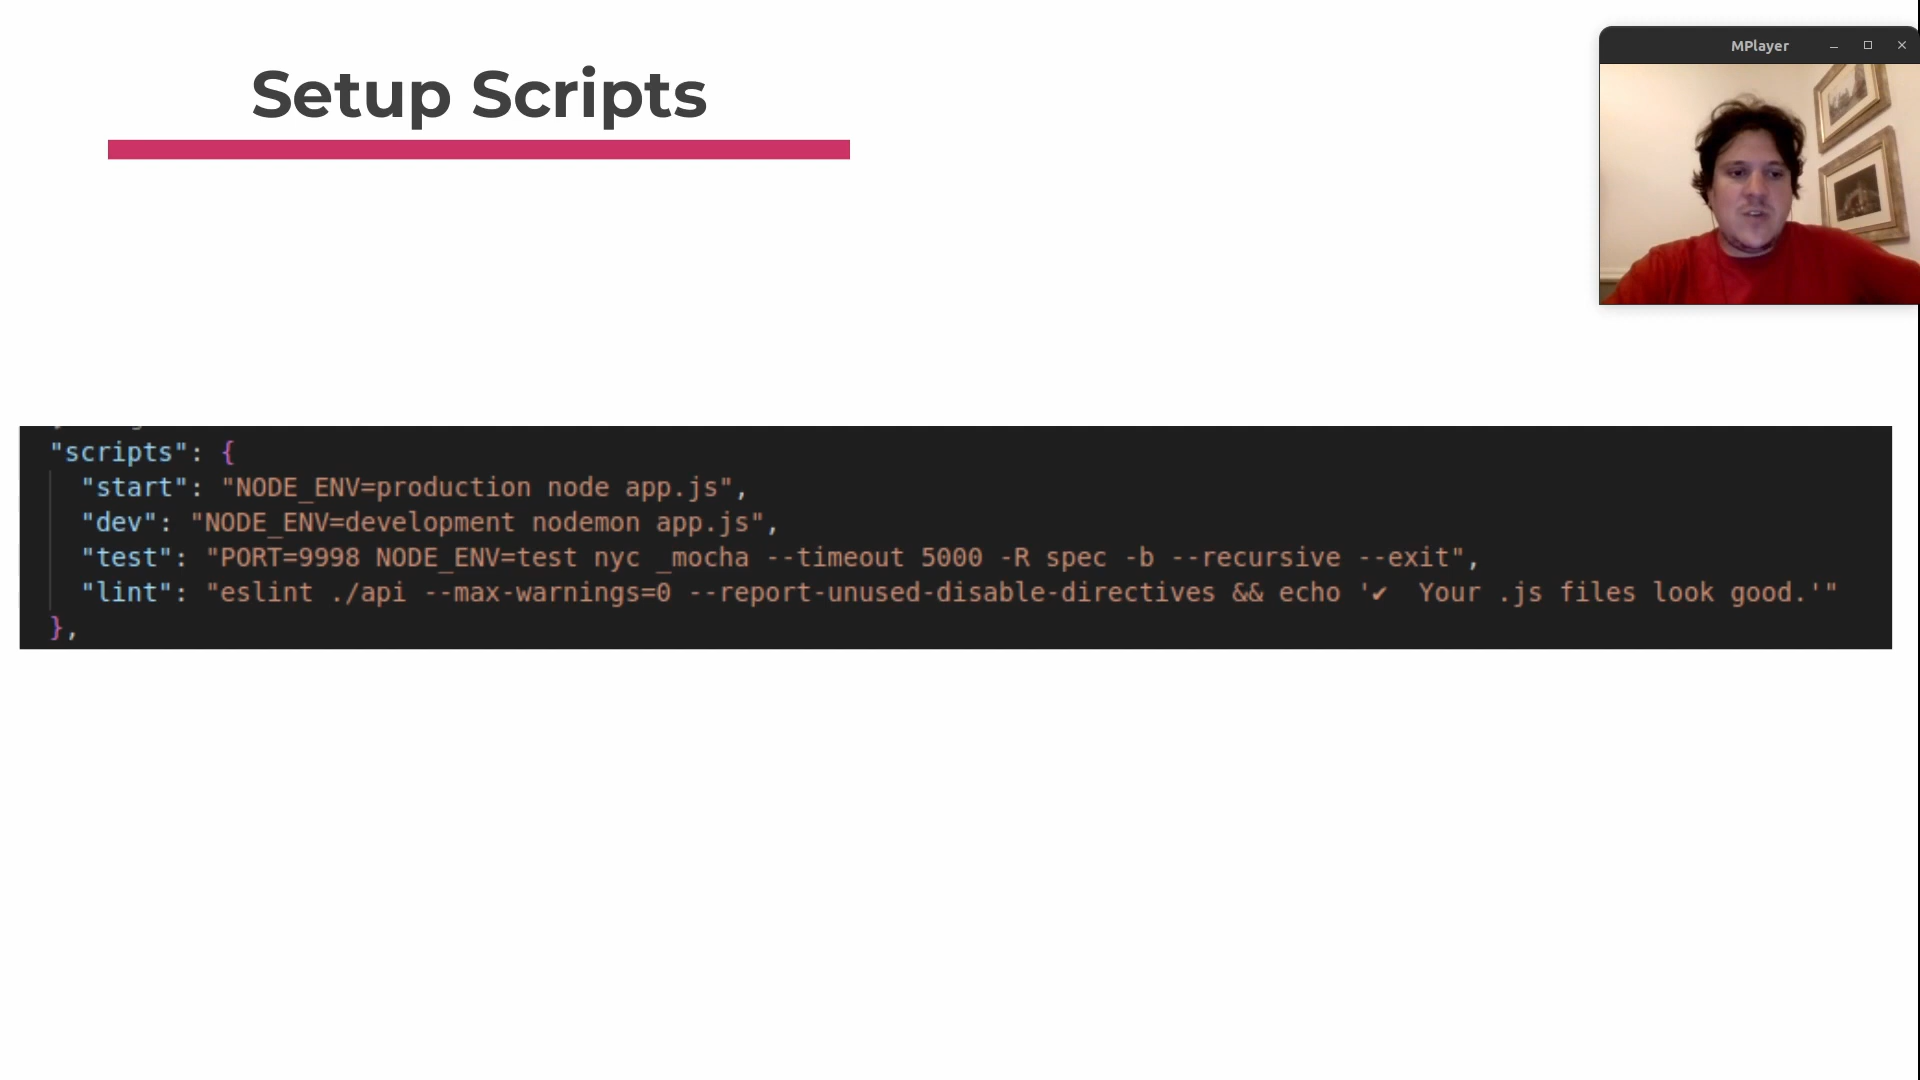 Setup Scripts
MPlayer
"scripts": {
"start": "NODE_ENV=production node app.js",
"dev": "NODE_ENV=development nodemon app.js",
"test": "PORT=9998 NODE_ENV=test nyc _mocha --timeout 5000 -R spec -b --recursive --exit",
"lint": "eslint ./api --max-warnings=0 --report-unused-disable-directives && echo '✔  Your .js files look good.'"
},